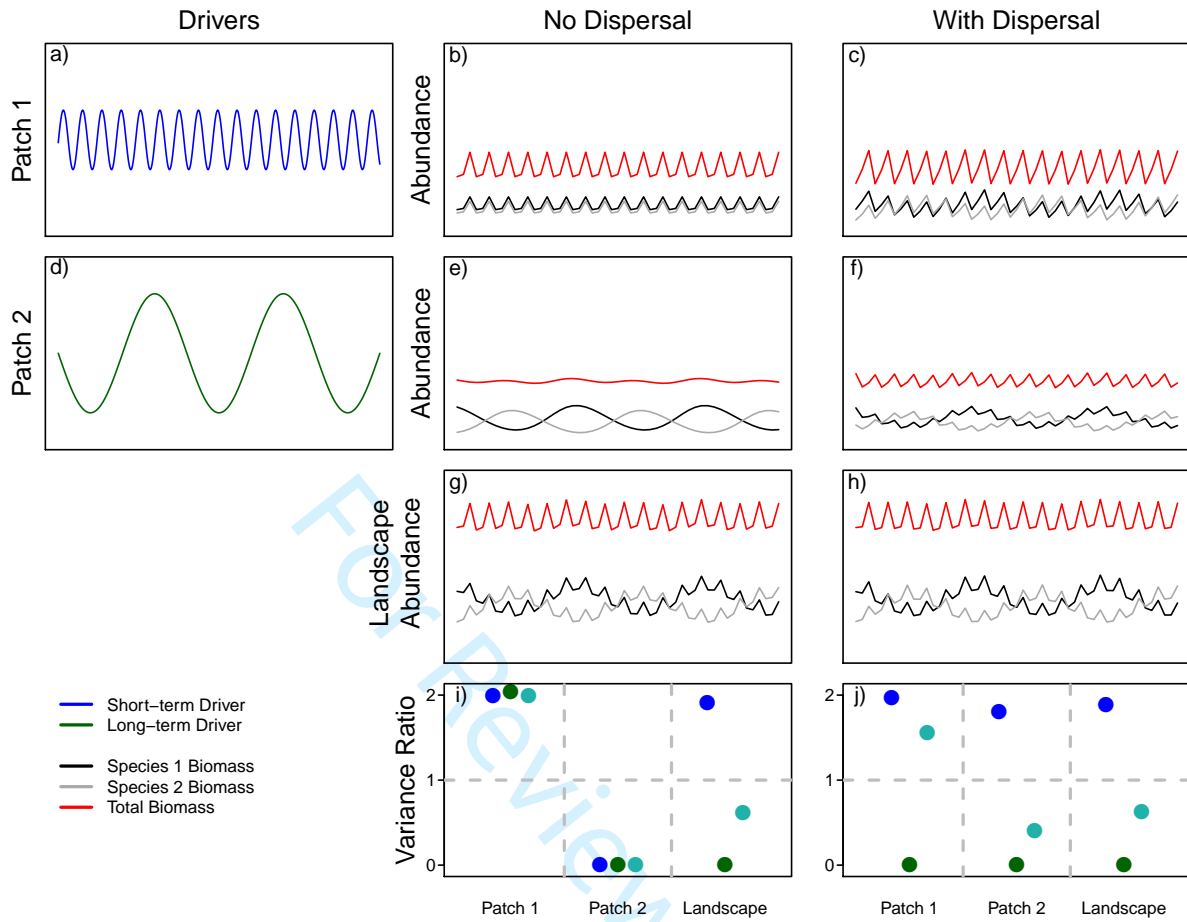 Drivers
No Dispersal
With Dispersal
Patch 1
a)
Abundance
b)
c)
Patch 2
d)
Abundance
e)
f)
Landscape
Abundance
g)
h)
Short−term Driver
Long−term Driver
Species 1 Biomass
Species 2 Biomass
Total Biomass
Variance Ratio
i)
2
1
0
Patch 1
Patch 2
Landscape
j)
2
1
0
Patch 1
Patch 2
Landscape
For Review